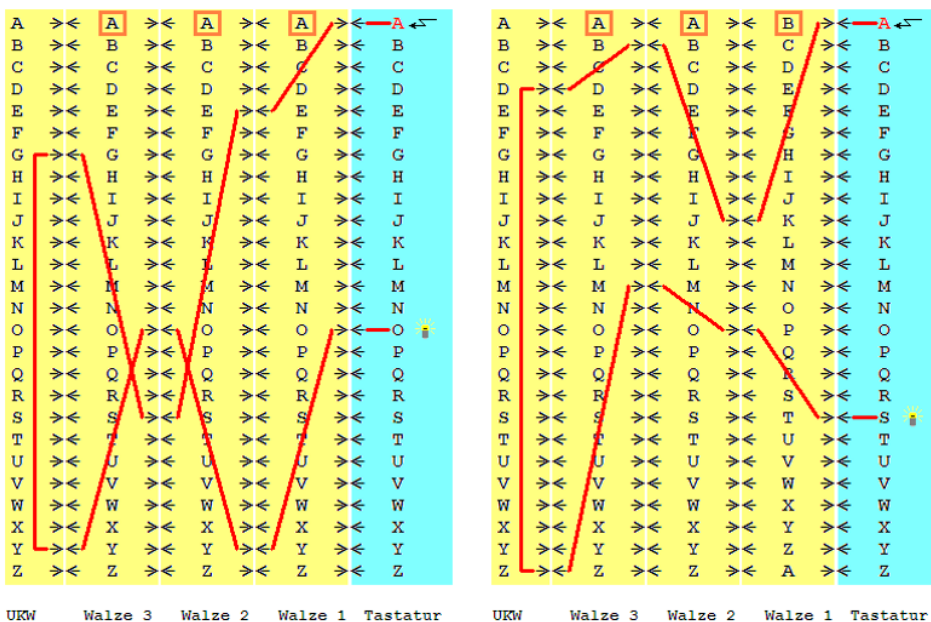 A A A A A A A A B A
B B B B B B B B C B
C C C C C C C C D C
D D D D D D D D E D
E E E E E E E E F E
F F F F F F F F G F
G G G G G G G G H G
H H H H H H H H I H
I I I I I I I I J I
J J J J J J J J K J
K K K K K K K K L K
L L L L L L L L M L
M M M M M M M M N M
N N N N N N N N O N
O O O O O O O O P O
P P P P P P P P Q P
Q Q Q Q Q Q Q Q R Q
R R R R R R R R S R
S S S S S S S S T S
T T T T T T T T U T
U U U U U U U U V U
V V V V V V V V W V
W W W W W W W W X W
X X X X X X X X Y X
Y Y Y Y Y Y Y Y Z Y
Z Z Z Z Z Z Z Z A Z
UKW Walze 3 Walze 2 Walze 1 Tastatur UKW Walze 3 Walze 2 Walze 1 Tastatur